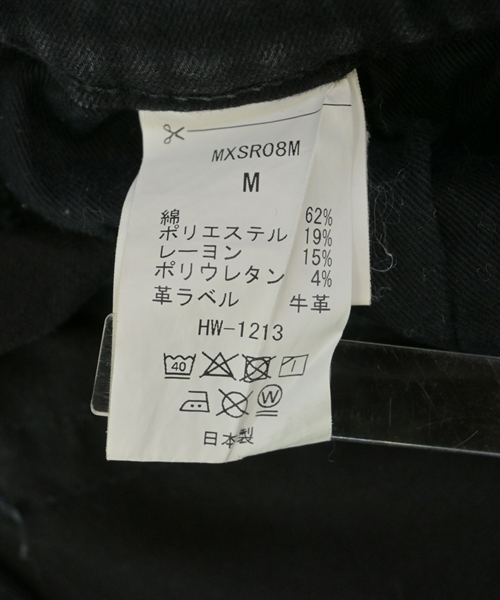 MXSR08M
M
綿 62%
ポリエステル 19%
レーヨン 15%
ポリウレタン 4%
革ラベル 牛革
HW-1213
40
W
日本製